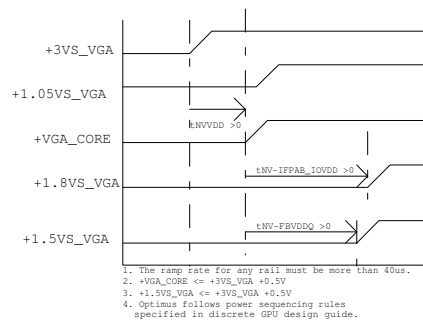 +3VS_VGA
+1.05VS_VGA
tNVVDD >0
+VGA_CORE
tNV-IFPAB_IOVDD >0
+1.8VS_VGA
tNV-FBVDDQ >0
+1.5VS_VGA
1. The ramp rate for any rail must be more than 40us.
2. +VGA_CORE <= +3VS_VGA +0.5V
3. +1.5VS_VGA <= +3VS_VGA +0.5V
4. Optimus follows power sequencing rules
specified in discrete GPU design guide.